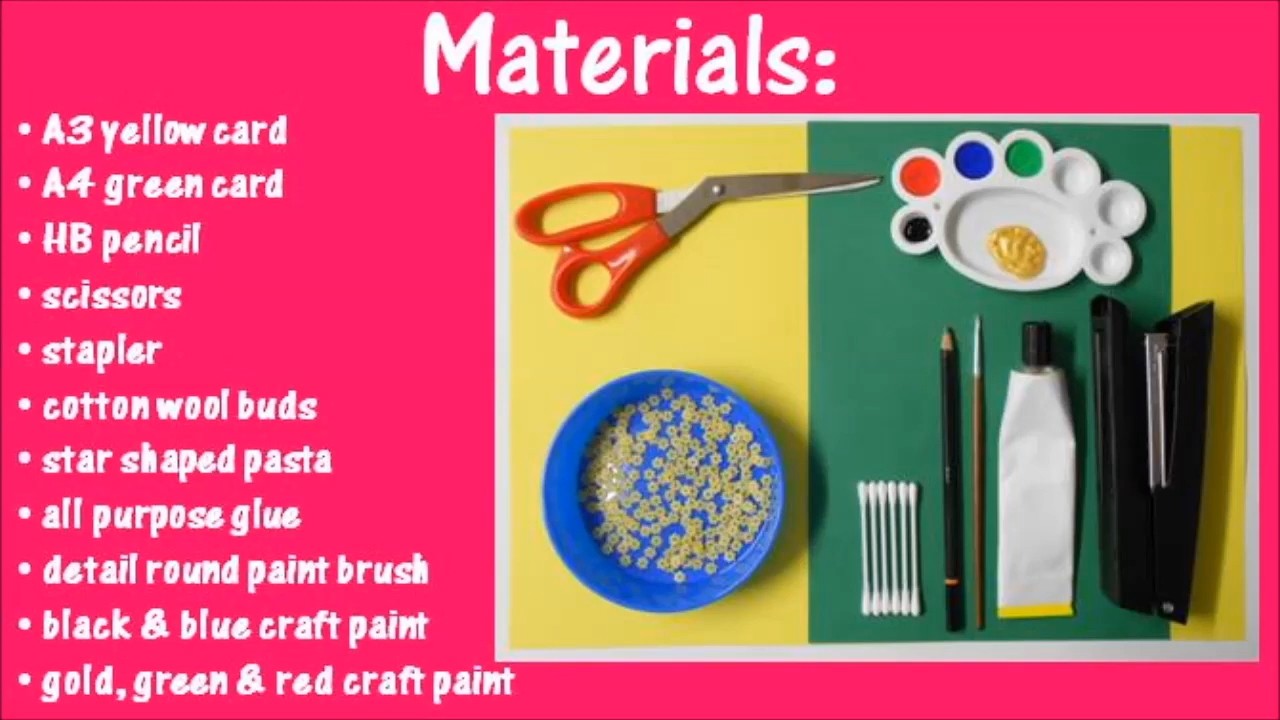 Materials:
• A3 yellow card
• A4 green card
• HB pencil
• scissors
• stapler
• cotton wool buds
• star shaped pasta
• all purpose glue
• detail round paint brush
• black & blue craft paint
• gold, green & red craft paint